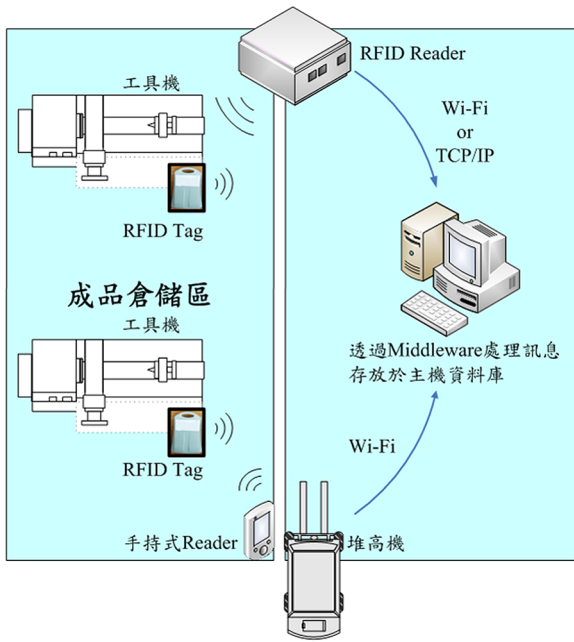 RFID Reader
工具機
Wi-Fi
or
TCP/IP
RFID Tag
成品倉儲區
工具機
透過Middleware處理訊息
存放於主機資料庫
Wi-Fi
RFID Tag
手持式Reader
堆高機